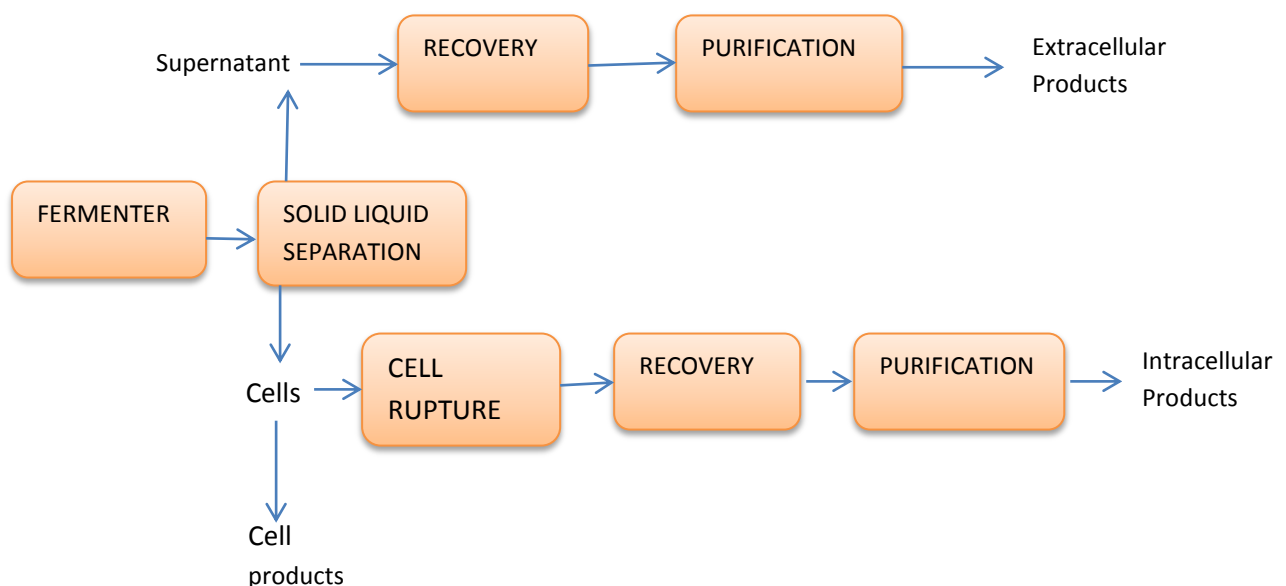 Supernatant
RECOVERY
PURIFICATION
Extracellular
Products
FERMENTER
SOLID LIQUID
SEPARATION
Cells
CELL
RUPTURE
RECOVERY
PURIFICATION
Intracellular
Products
Cell
products